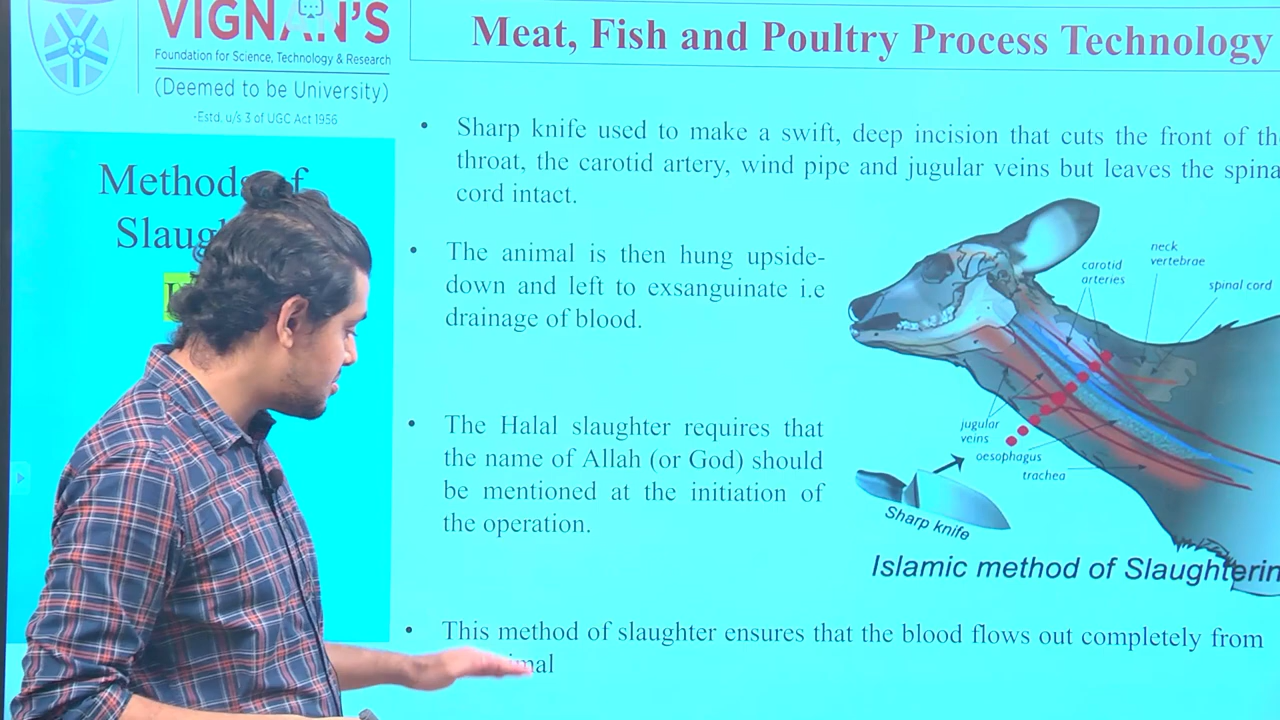 VIGNAN'S
Foundation for Science, Technology & Research
(Deemed to be University)
-Estd. u/s 3 of UGC Act 1956
Meat, Fish and Poultry Process Technology
Methods of
• Sharp knife used to make a swift, deep incision that cuts the front of
throat, the carotid artery, wind pipe and jugular veins but leaves the
cord intact.
• The animal is then hung upside-
down and left to exsanguinate i.e
drainage of blood.
• The Halal slaughter requires that
the name of Allah (or God) should
be mentioned at the initiation of
the operation.
• This method of slaughter ensures that the blood flows out completely from
carotid
arteries
neck
vertebrae
spinal cord
jugular
veins
oesophagus
trachea
Sharp knife
Islamic method of Slaughterin